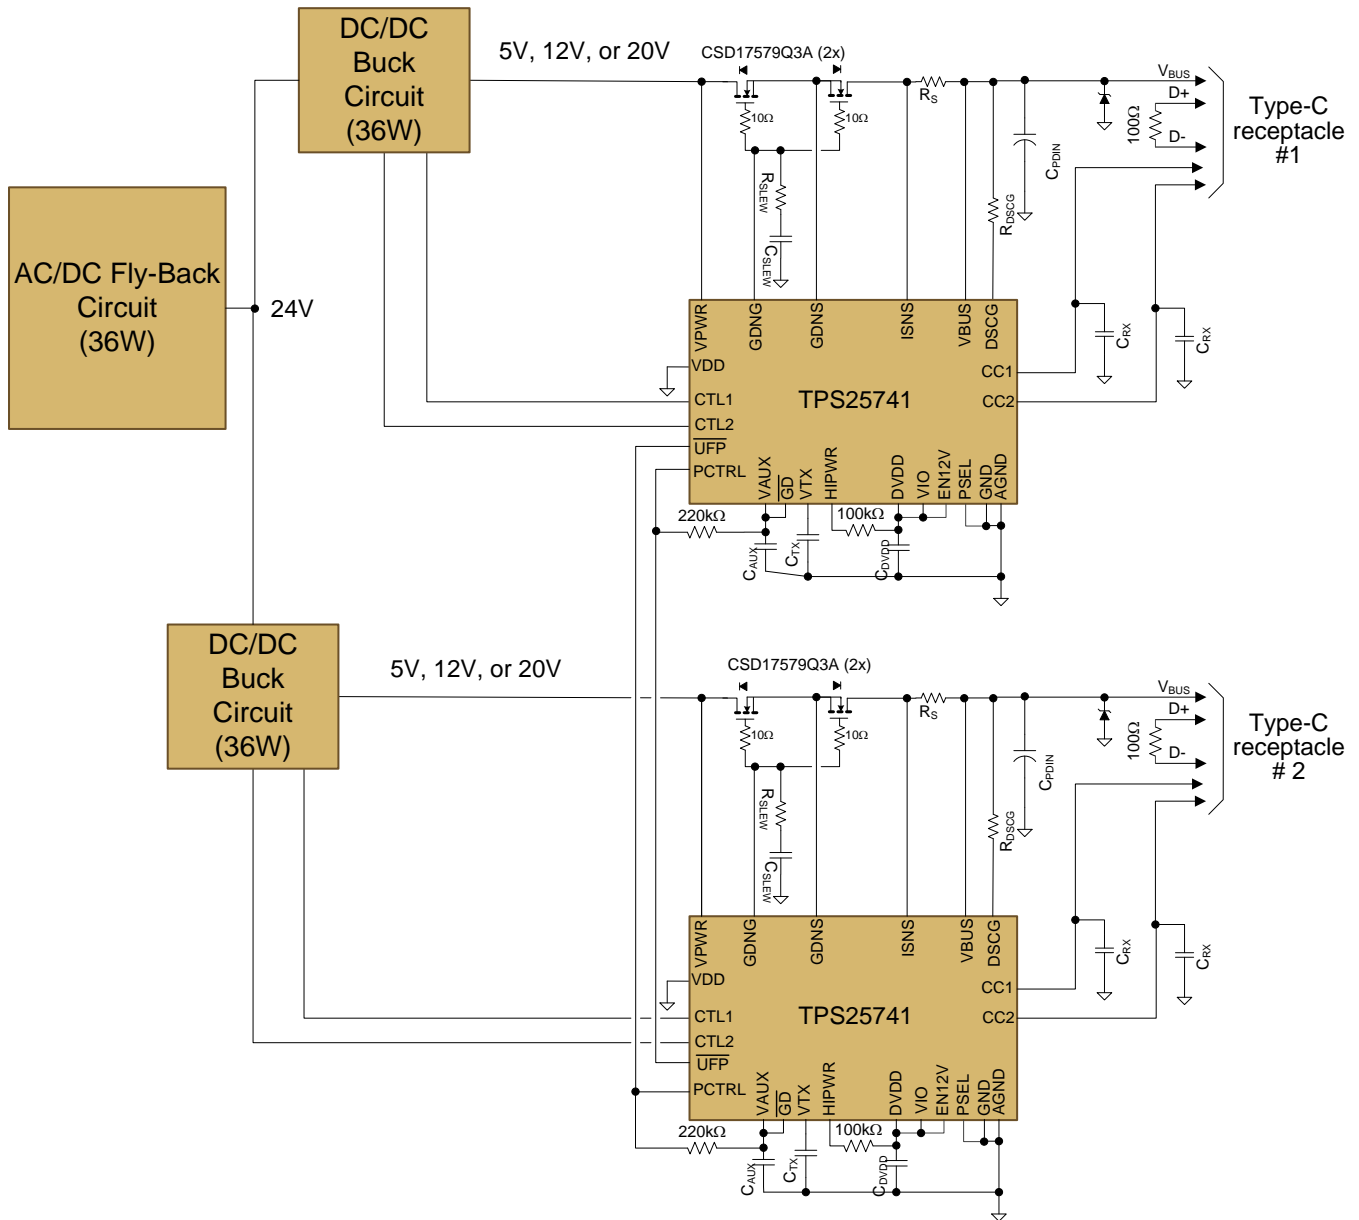 DC/DC
Buck
Circuit
(36W)
5V, 12V, or 20V
CSD17579Q3A (2x)
10Ω
10Ω
RS
RSLEW
CSLEW
RDSCG
CPDIN
VBUS
D+
100Ω
D-
Type-C
receptacle
#1
AC/DC Fly-Back
Circuit
(36W)
24V
VPWR
GDNG
GDNS
ISNS
VBUS
DSCG
VDD
CTL1
CTL2
UFP
PCTRL
TPS25741
CC1
CC2
CRX
CRX
VAUX
GD
VTX
HIPWR
DVDD
VIO
EN12V
PSEL
GND
AGND
220kΩ
100kΩ
CAUX
CTX
CDVDD
DC/DC
Buck
Circuit
(36W)
5V, 12V, or 20V
CSD17579Q3A (2x)
10Ω
10Ω
RS
RSLEW
CSLEW
RDSCG
CPDIN
VBUS
D+
100Ω
D-
Type-C
receptacle
# 2
VPWR
GDNG
GDNS
ISNS
VBUS
DSCG
VDD
CTL1
CTL2
UFP
PCTRL
TPS25741
CC1
CC2
CRX
CRX
VAUX
GD
VTX
HIPWR
DVDD
VIO
EN12V
PSEL
GND
AGND
220kΩ
100kΩ
CAUX
CTX
CDVDD